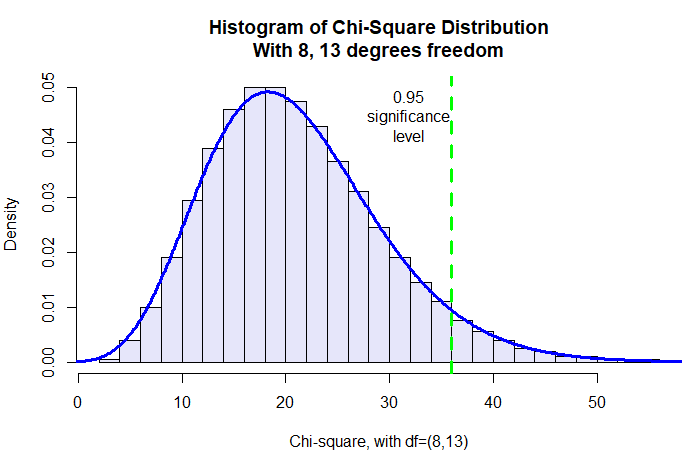 Histogram of Chi-Square Distribution
With 8, 13 degrees freedom
0.95
significance
level
Density
0.05
0.04
0.03
0.02
0.01
0.00
0
10
20
30
40
50
Chi-square, with df=(8,13)